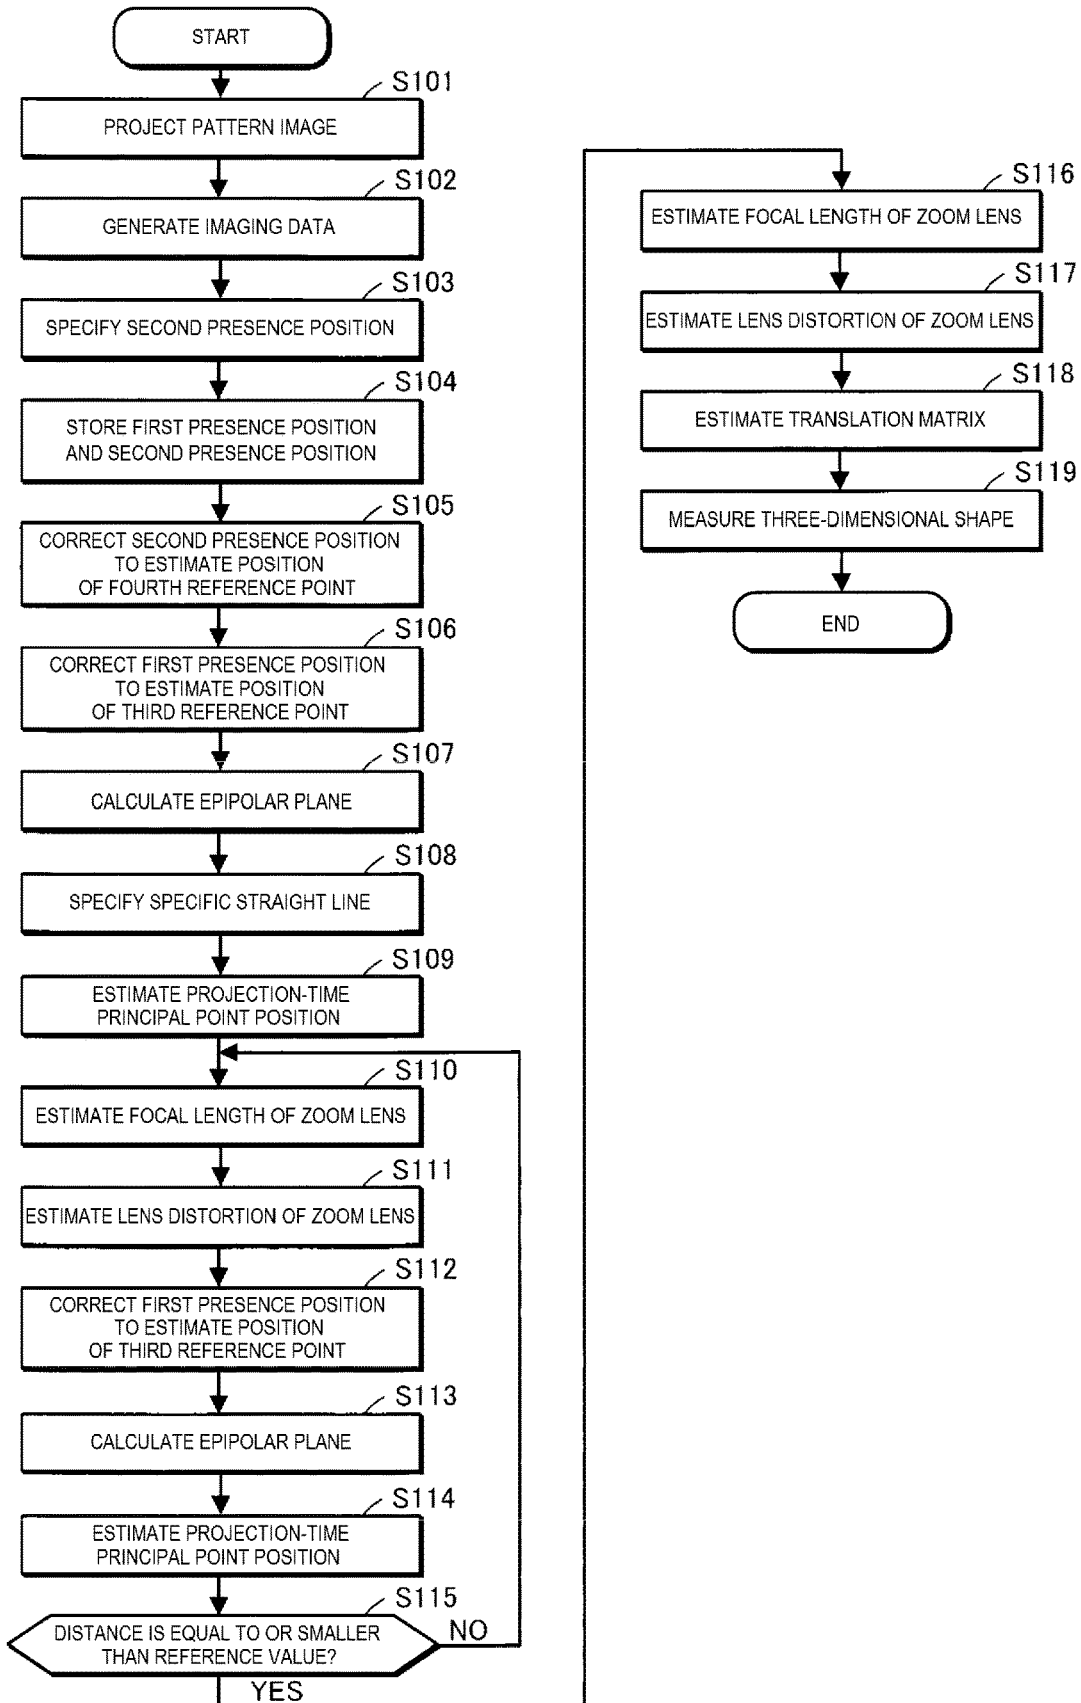 START
S101
PROJECT PATTERN IMAGE
S102
GENERATE IMAGING DATA
S103
SPECIFY SECOND PRESENCE POSITION
S104
STORE FIRST PRESENCE POSITION
AND SECOND PRESENCE POSITION
S105
CORRECT SECOND PRESENCE POSITION
TO ESTIMATE POSITION
OF FOURTH REFERENCE POINT
S106
CORRECT FIRST PRESENCE POSITION
TO ESTIMATE POSITION
OF THIRD REFERENCE POINT
S107
CALCULATE EPIPOLAR PLANE
S108
SPECIFY SPECIFIC STRAIGHT LINE
S109
ESTIMATE PROJECTION-TIME
PRINCIPAL POINT POSITION
S110
ESTIMATE FOCAL LENGTH OF ZOOM LENS
S111
ESTIMATE LENS DISTORTION OF ZOOM LENS
S112
CORRECT FIRST PRESENCE POSITION
TO ESTIMATE POSITION
OF THIRD REFERENCE POINT
S113
CALCULATE EPIPOLAR PLANE
S114
ESTIMATE PROJECTION-TIME
PRINCIPAL POINT POSITION
S115
DISTANCE IS EQUAL TO OR SMALLER
THAN REFERENCE VALUE?
NO
YES
S116
ESTIMATE FOCAL LENGTH OF ZOOM LENS
S117
ESTIMATE LENS DISTORTION OF ZOOM LENS
S118
ESTIMATE TRANSLATION MATRIX
S119
MEASURE THREE-DIMENSIONAL SHAPE
END